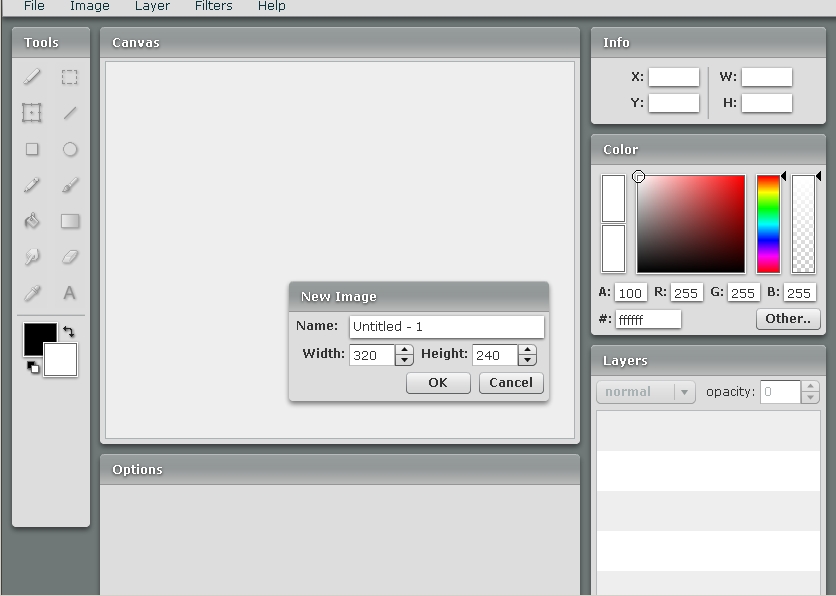 File Image Layer Filters Help
Tools
A
Canvas
New Image
Name: Untitled - 1
Width: 320 Height: 240
OK Cancel
Options
Info
X: W:
Y: H:
Color
A: 100 R: 255 G: 255 B: 255
#: ffffff Other..
Layers
normal opacity: 0